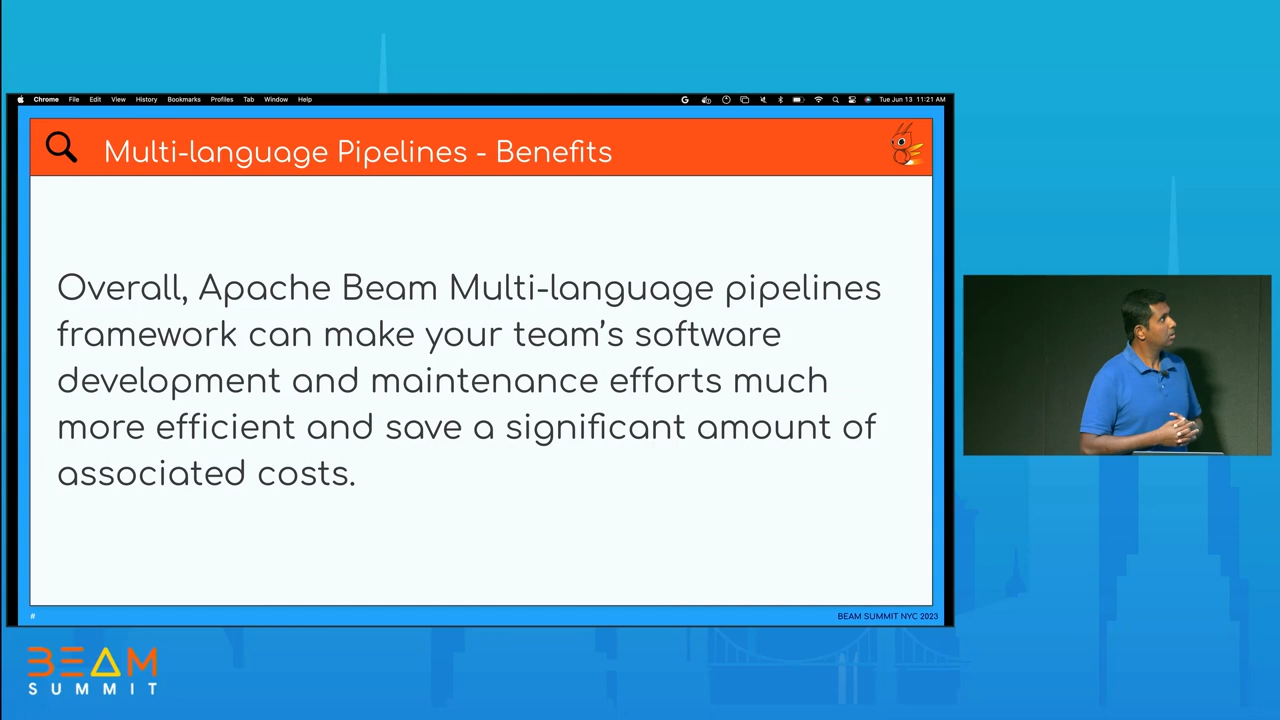 Chrome File Edit View History Bookmarks Profiles Tab Window Help
Tue Jun 13 11:21 AM
Multi-language Pipelines - Benefits
Overall, Apache Beam Multi-language pipelines
framework can make your team’s software
development and maintenance efforts much
more efficient and save a significant amount of
associated costs.
#
BEAM SUMMIT NYC 2023
BEAM
SUMMIT